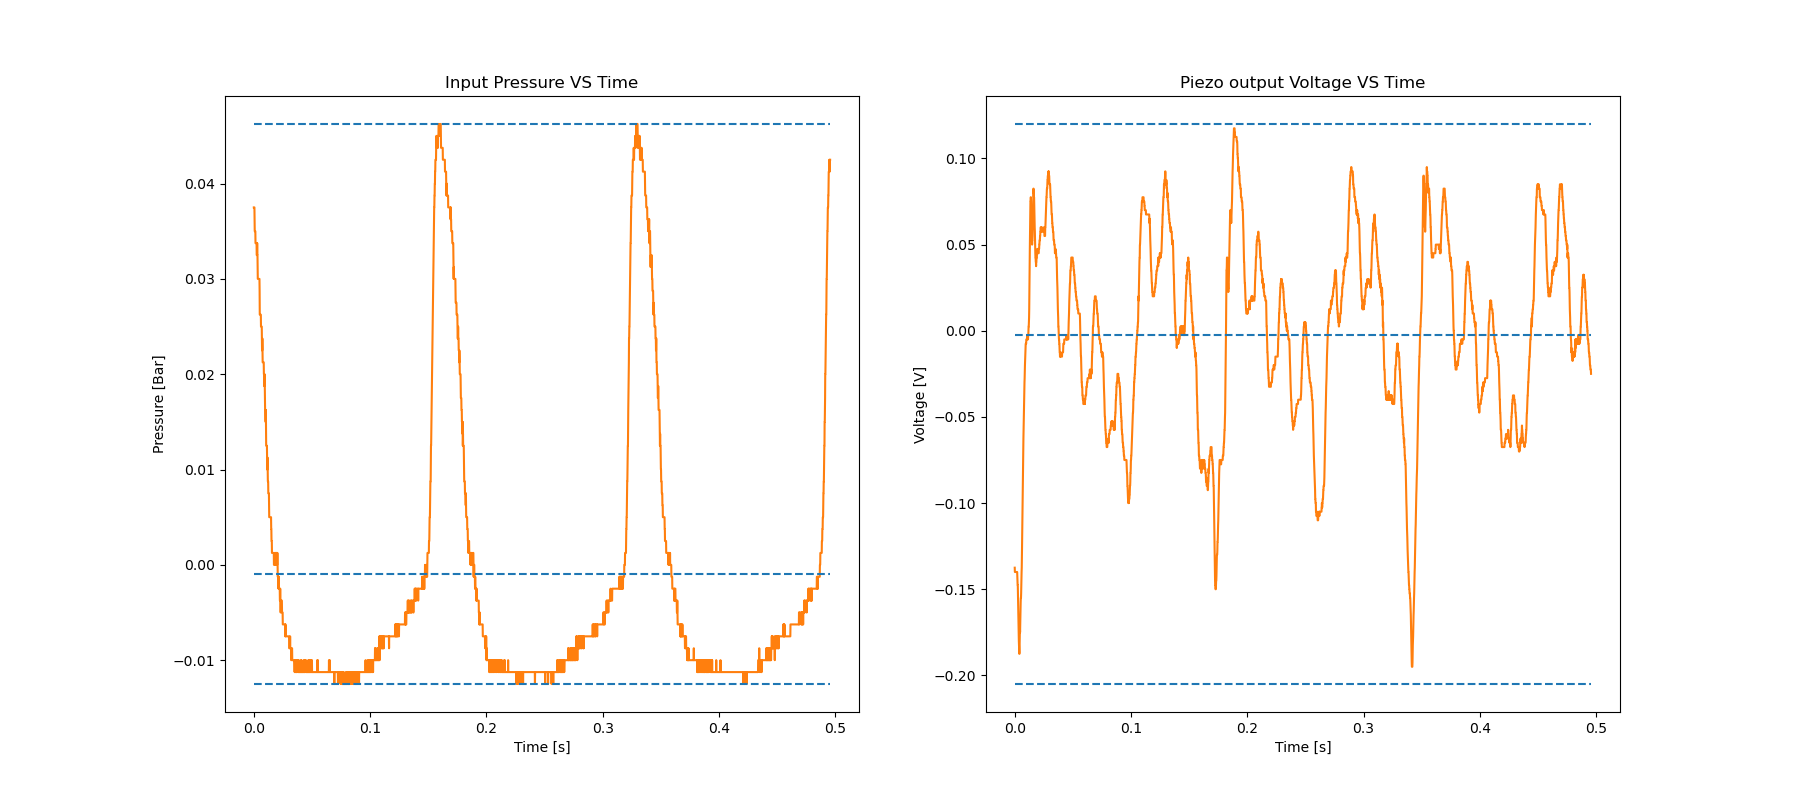 Input Pressure VS Time
Pressure [Bar]
0.04
0.03
0.02
0.01
0.00
−0.01
0.0 0.1 0.2 0.3 0.4 0.5
Time [s]
Piezo output Voltage VS Time
Voltage [V]
0.10
0.05
0.00
−0.05
−0.10
−0.15
−0.20
0.0 0.1 0.2 0.3 0.4 0.5
Time [s]